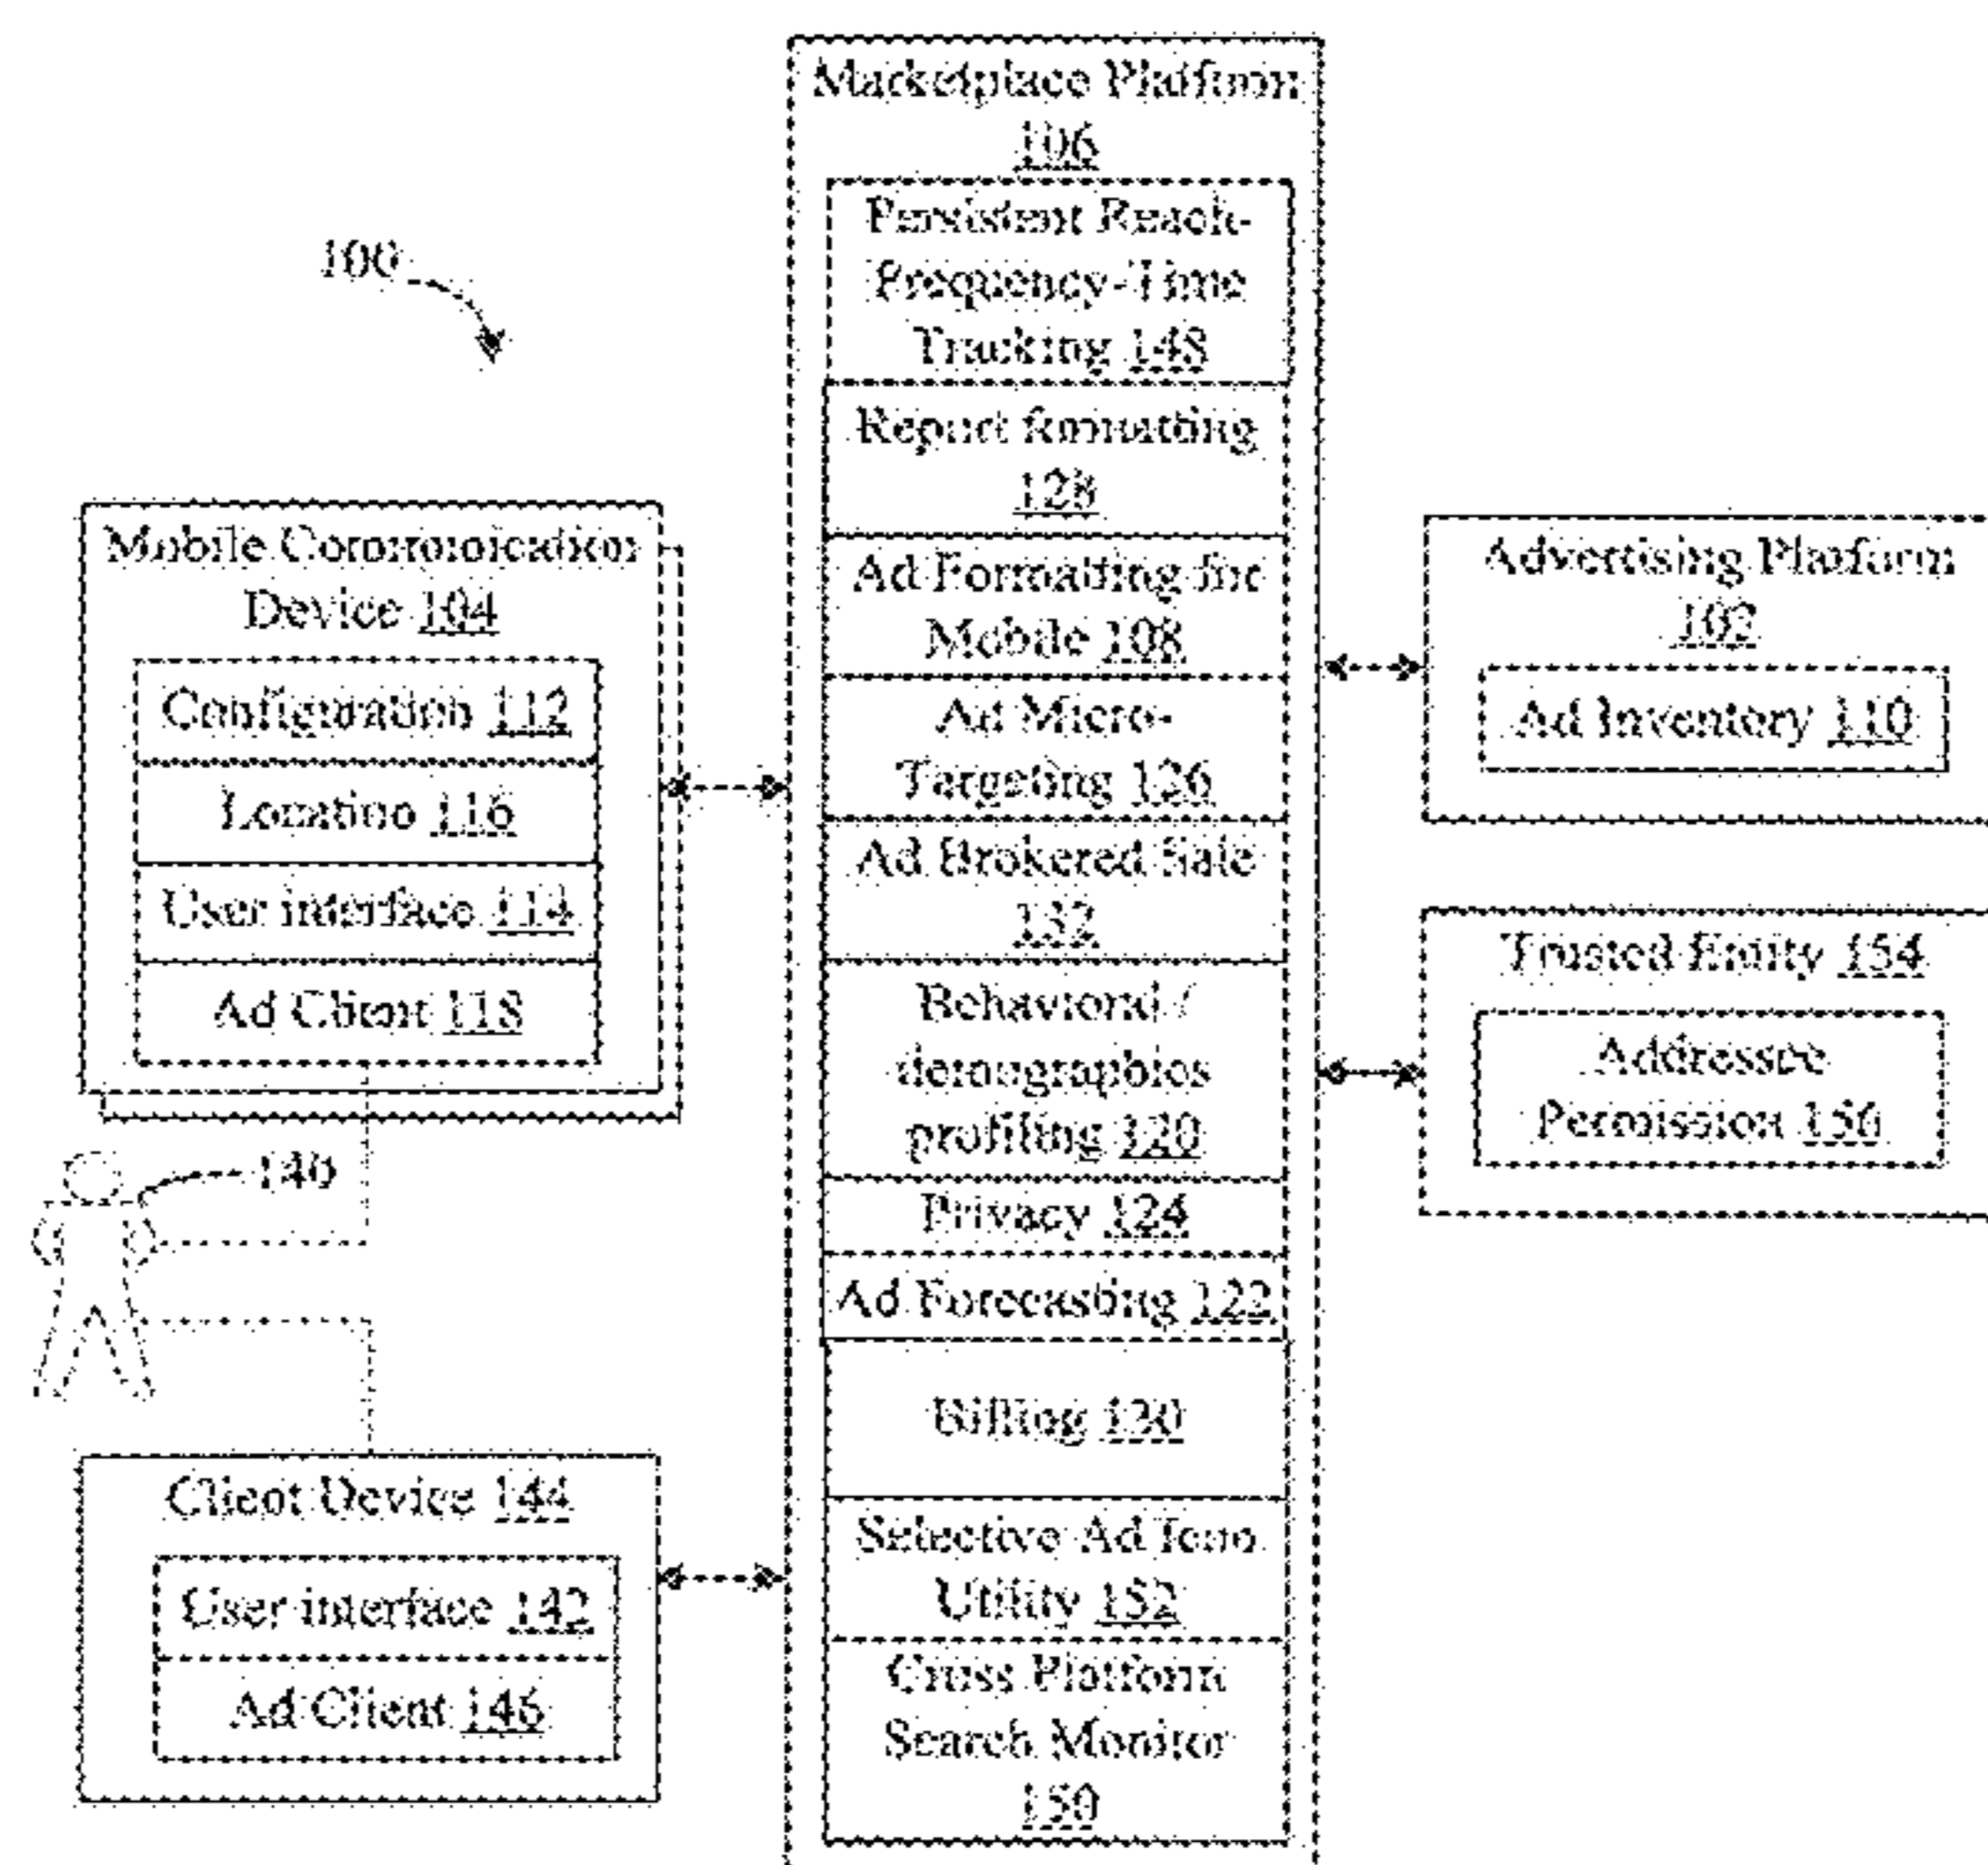 100
Mobile Communication
Device 104
Configuration 112
Location 116
User interface 114
Ad Client 118
140
Client Device 144
User interface 142
Ad Client 146
Marketplace Platform
106
Persistent Reach-
Frequency-Time
Tracking 148
Report formatting
128
Ad Formatting for
Mobile 108
Ad Micro-
Targeting 126
Ad Brokered Sale
132
Behavioral /
demographics
profiling 120
Privacy 124
Ad Forecasting 122
Billing 130
Selective Ad Icon
Utility 152
Cross Platform
Search Monitor
150
Advertising Platform
102
Ad Inventory 110
Trusted Entity 154
Addressee
Permission 156